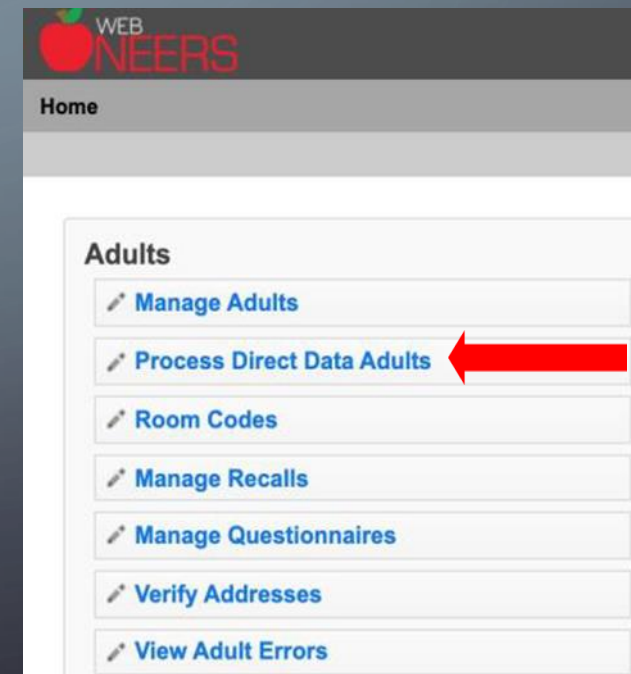 WEB
NEERS
Home
Adults
Manage Adults
Process Direct Data Adults
Room Codes
Manage Recalls
Manage Questionnaires
Verify Addresses
View Adult Errors